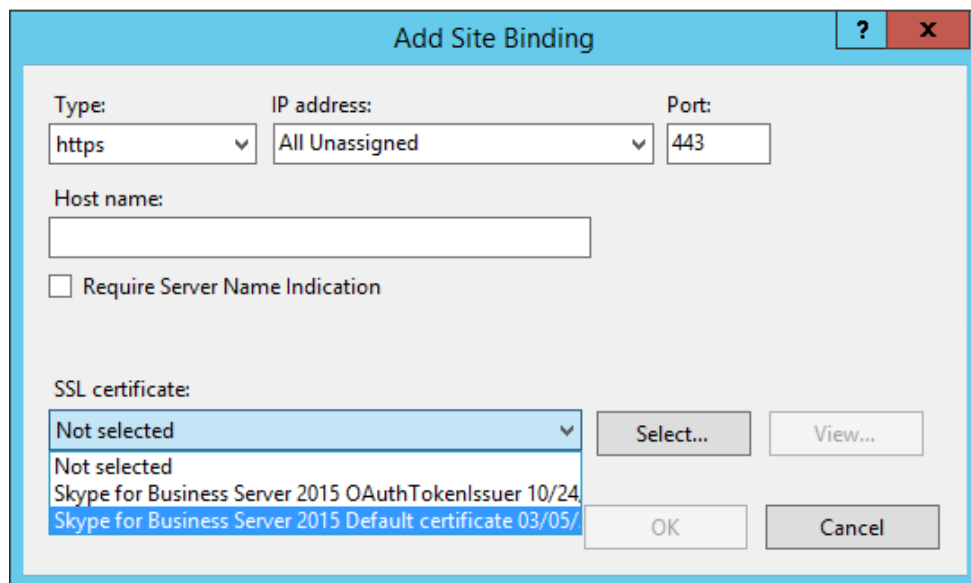 Add Site Binding
? x
Type: IP address: Port:
https All Unassigned 443
Host name:
Require Server Name Indication
SSL certificate:
Not selected Select... View...
Not selected
Skype for Business Server 2015 OAuthTokenIssuer 10/24,
Skype for Business Server 2015 Default certificate 03/05/
OK Cancel